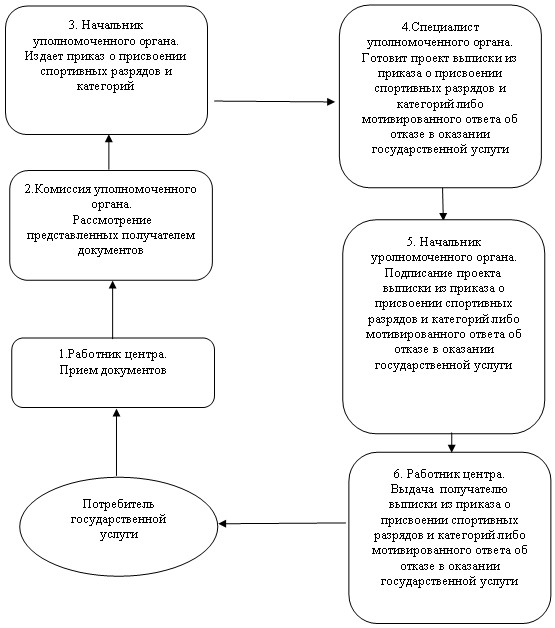 3. Начальник
уполномоченного органа.
Издает приказ о присвоении
спортивных разрядов и
категорий
4.Специалист
уполномоченного органа.
Готовит проект выписки из
приказа о присвоении
спортивных разрядов и
категорий либо
мотивированного ответа об
отказе в оказании
государственной услуги
2.Комиссия уполномоченного
органа.
Рассмотрение
представленных получателем
документов
5. Начальник
уролномоченного органа.
Подписание проекта
выписки из приказа о
присвоении спортивных
разрядов и категорий либо
мотивированного ответа об
отказе в оказании
государственной услуги
1.Работник центра.
Прием документов
6. Работник центра.
Выдача получателю
выписки из приказа о
присвоении спортивных
разрядов и категорий либо
мотивированного ответа об
отказе в оказании
государственной услуги
Потребитель
государственной
услуги